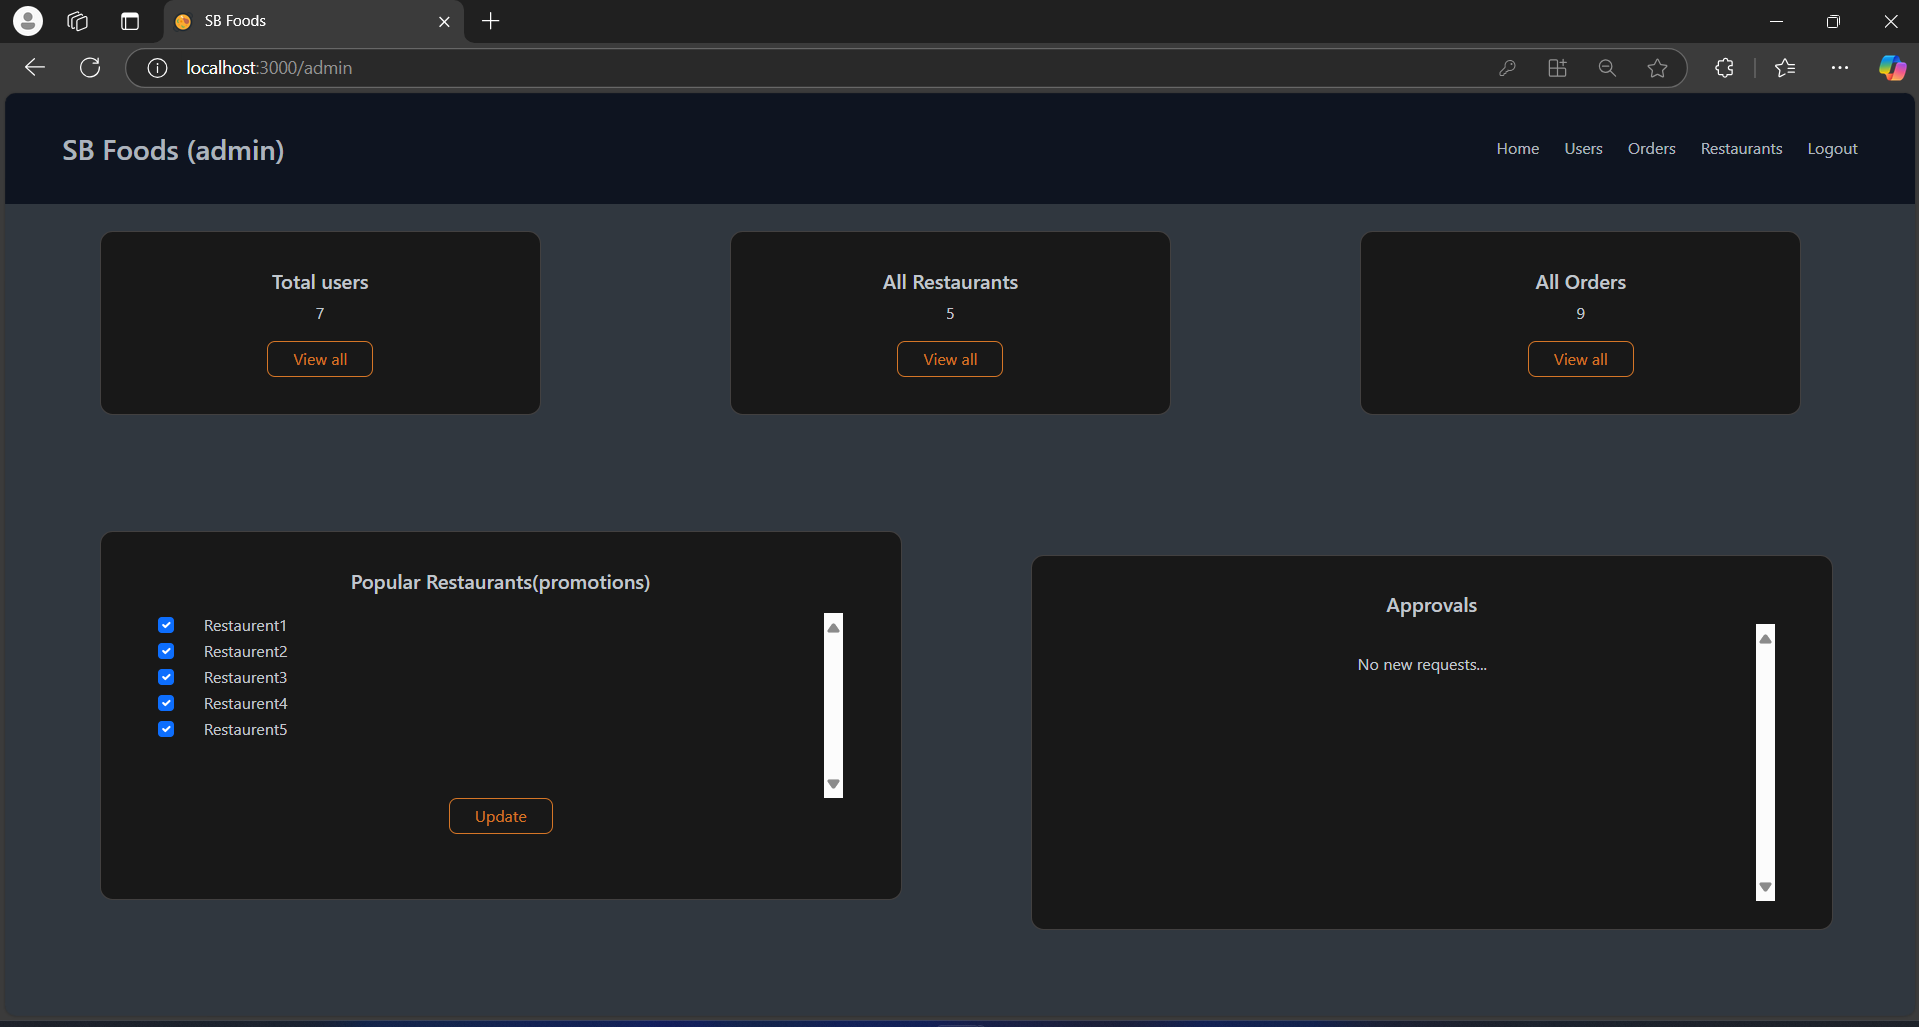 SB Foods
localhost:3000/admin
SB Foods (admin)
Home Users Orders Restaurants Logout
Total users
7
View all
All Restaurants
5
View all
All Orders
9
View all
Popular Restaurants(promotions)
Restaurent1
Restaurent2
Restaurent3
Restaurent4
Restaurent5
Update
Approvals
No new requests...